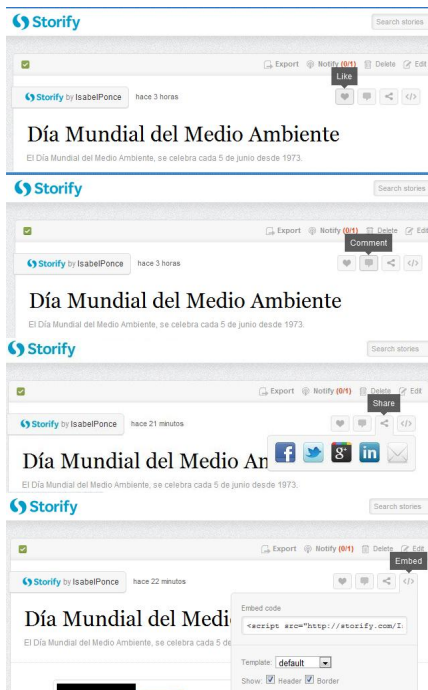 Storify Search stories
Export Notify (0/1) Delete Edit
Like
Storify by IsabelPonce hace 3 horas
Día Mundial del Medio Ambiente
El Día Mundial del Medio Ambiente, se celebra cada 5 de junio desde 1973.
Storify Search stories
Export Notify (0/1) Delete Edit
Comment
Storify by IsabelPonce hace 3 horas
Día Mundial del Medio Ambiente
El Día Mundial del Medio Ambiente, se celebra cada 5 de junio desde 1973.
Storify Search stories
Export Notify (0/1) Delete Edit
Share
Storify by IsabelPonce hace 21 minutos
Día Mundial del Medio An
El Día Mundial del Medio Ambiente, se celebra cada 5 de junio desde 1973.
Storify Search stories
Export Notify (0/1) Delete Edit
Embed
Storify by IsabelPonce hace 22 minutos
Embed code
<script src="http://storify.com/I:
Día Mundial del Medi
El Día Mundial del Medio Ambiente, se celebra cada 5 de
Template: default
Show: Header Border